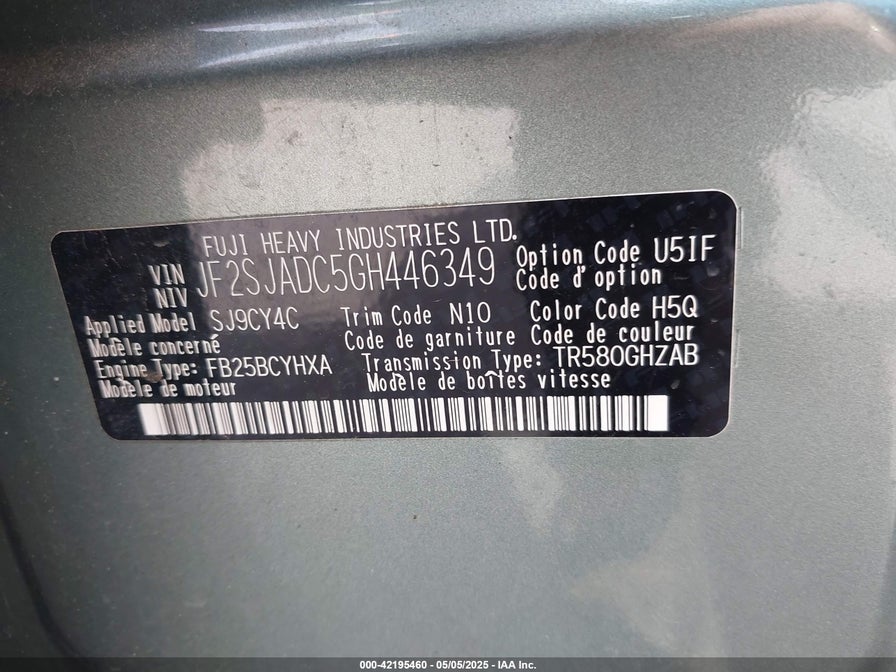 FUJI HEAVY INDUSTRIES LTD.
VIN
NIV
JF2SJADC5GH446349
Option Code U5IF
Code d'option
Applied Model SJ9CY4C
Modèle concerné
Trim Code N10
Code de garniture
Color Code H5Q
Code de couleur
Engine Type: FB25BCYHXA
Modèle de moteur
Transmission Type: TR580GHZAB
Modèle de boîtes vitesse
000-42195460 - 05/05/2025 - IAA Inc.